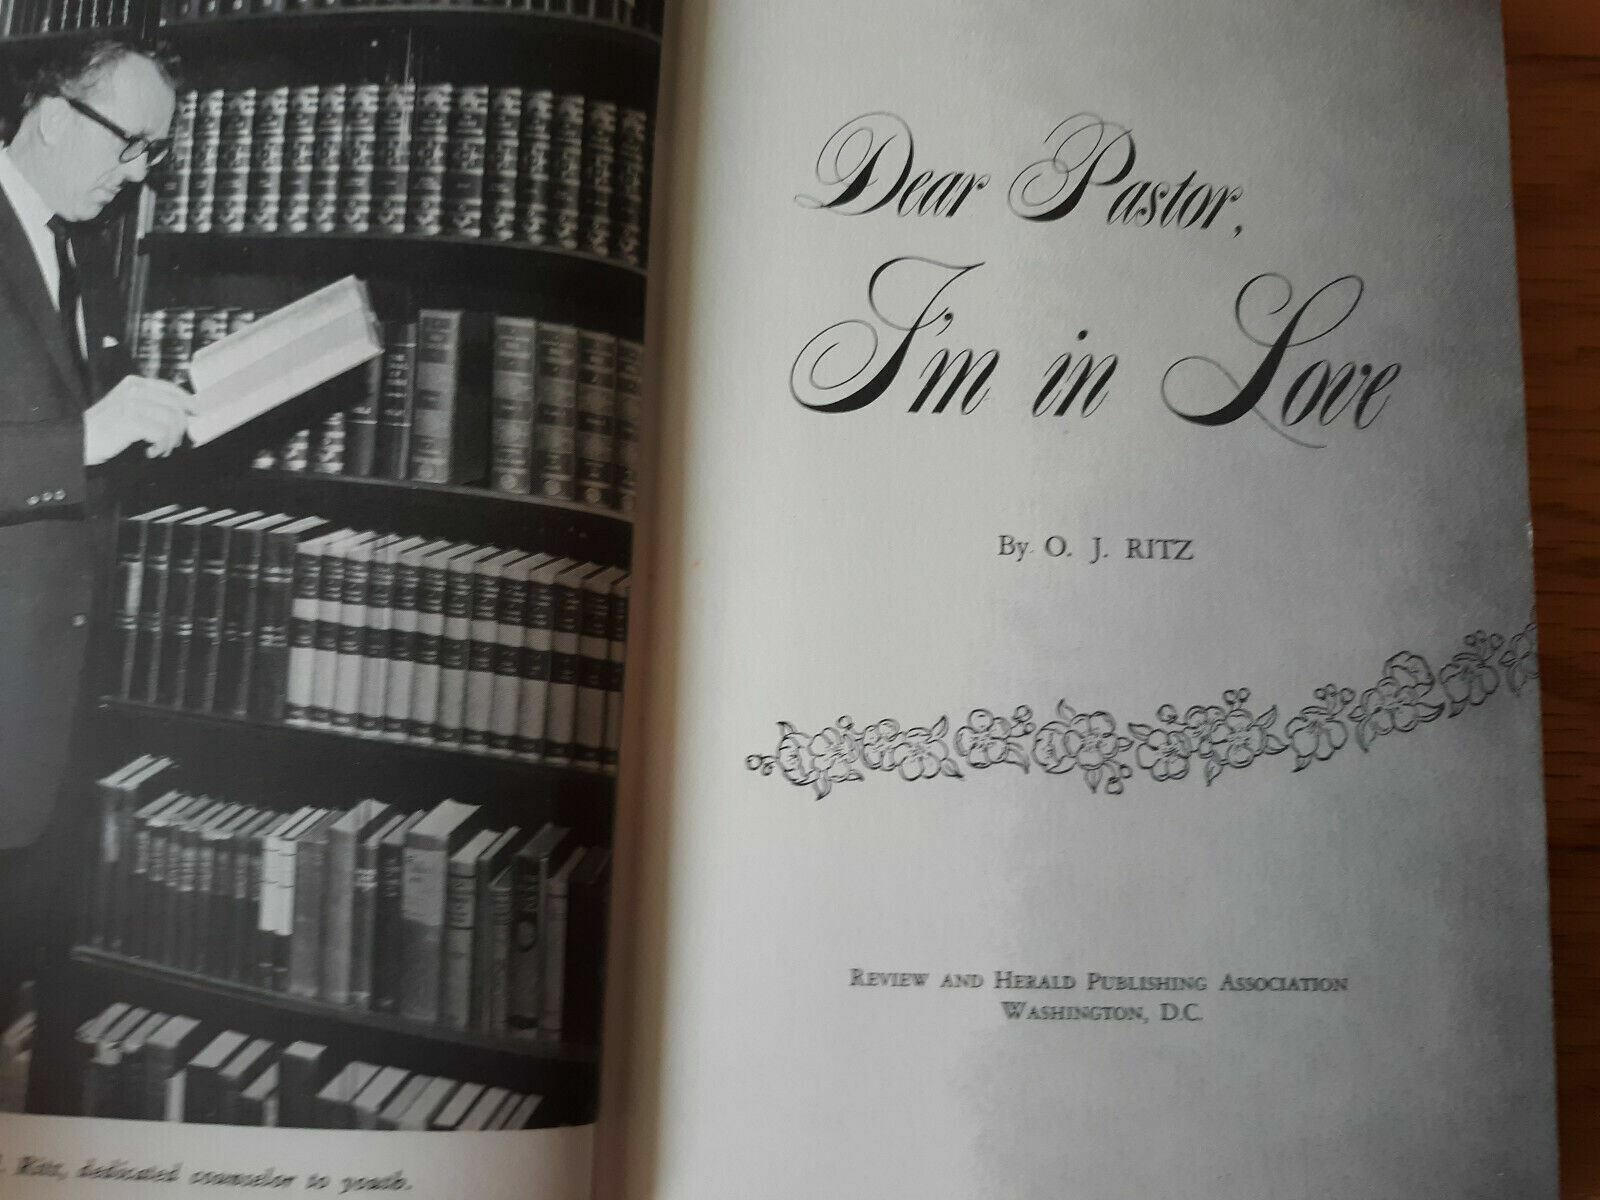 . Ritz, dedicated counselor to youth.
Dear Pastor,
I'm in Love
By O. J. RITZ
REVIEW AND HERALD PUBLISHING ASSOCIATION
WASHINGTON, D.C.